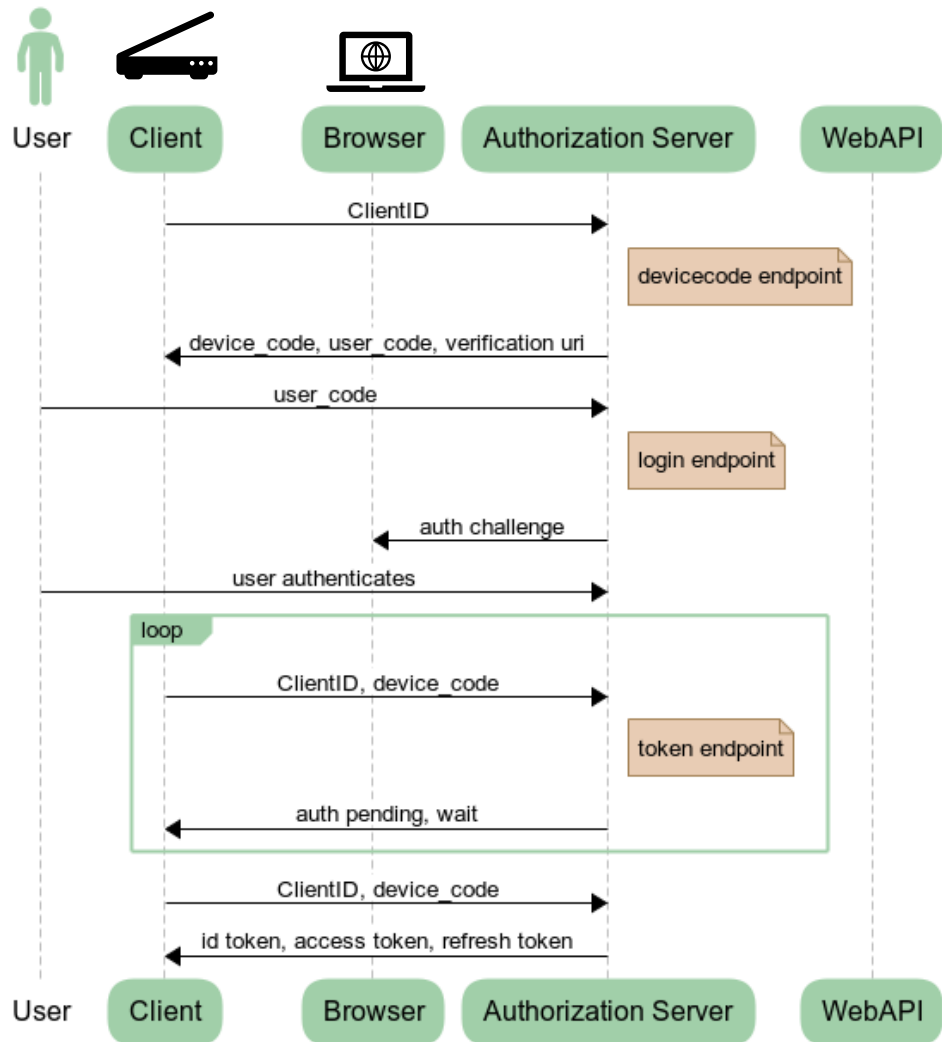 User Client Browser Authorization Server WebAPI
ClientID
devicecode endpoint
device_code, user_code, verification uri
user_code
login endpoint
auth challenge
user authenticates
loop
ClientID, device_code
token endpoint
auth pending, wait
ClientID, device_code
id token, access token, refresh token
User Client Browser Authorization Server WebAPI